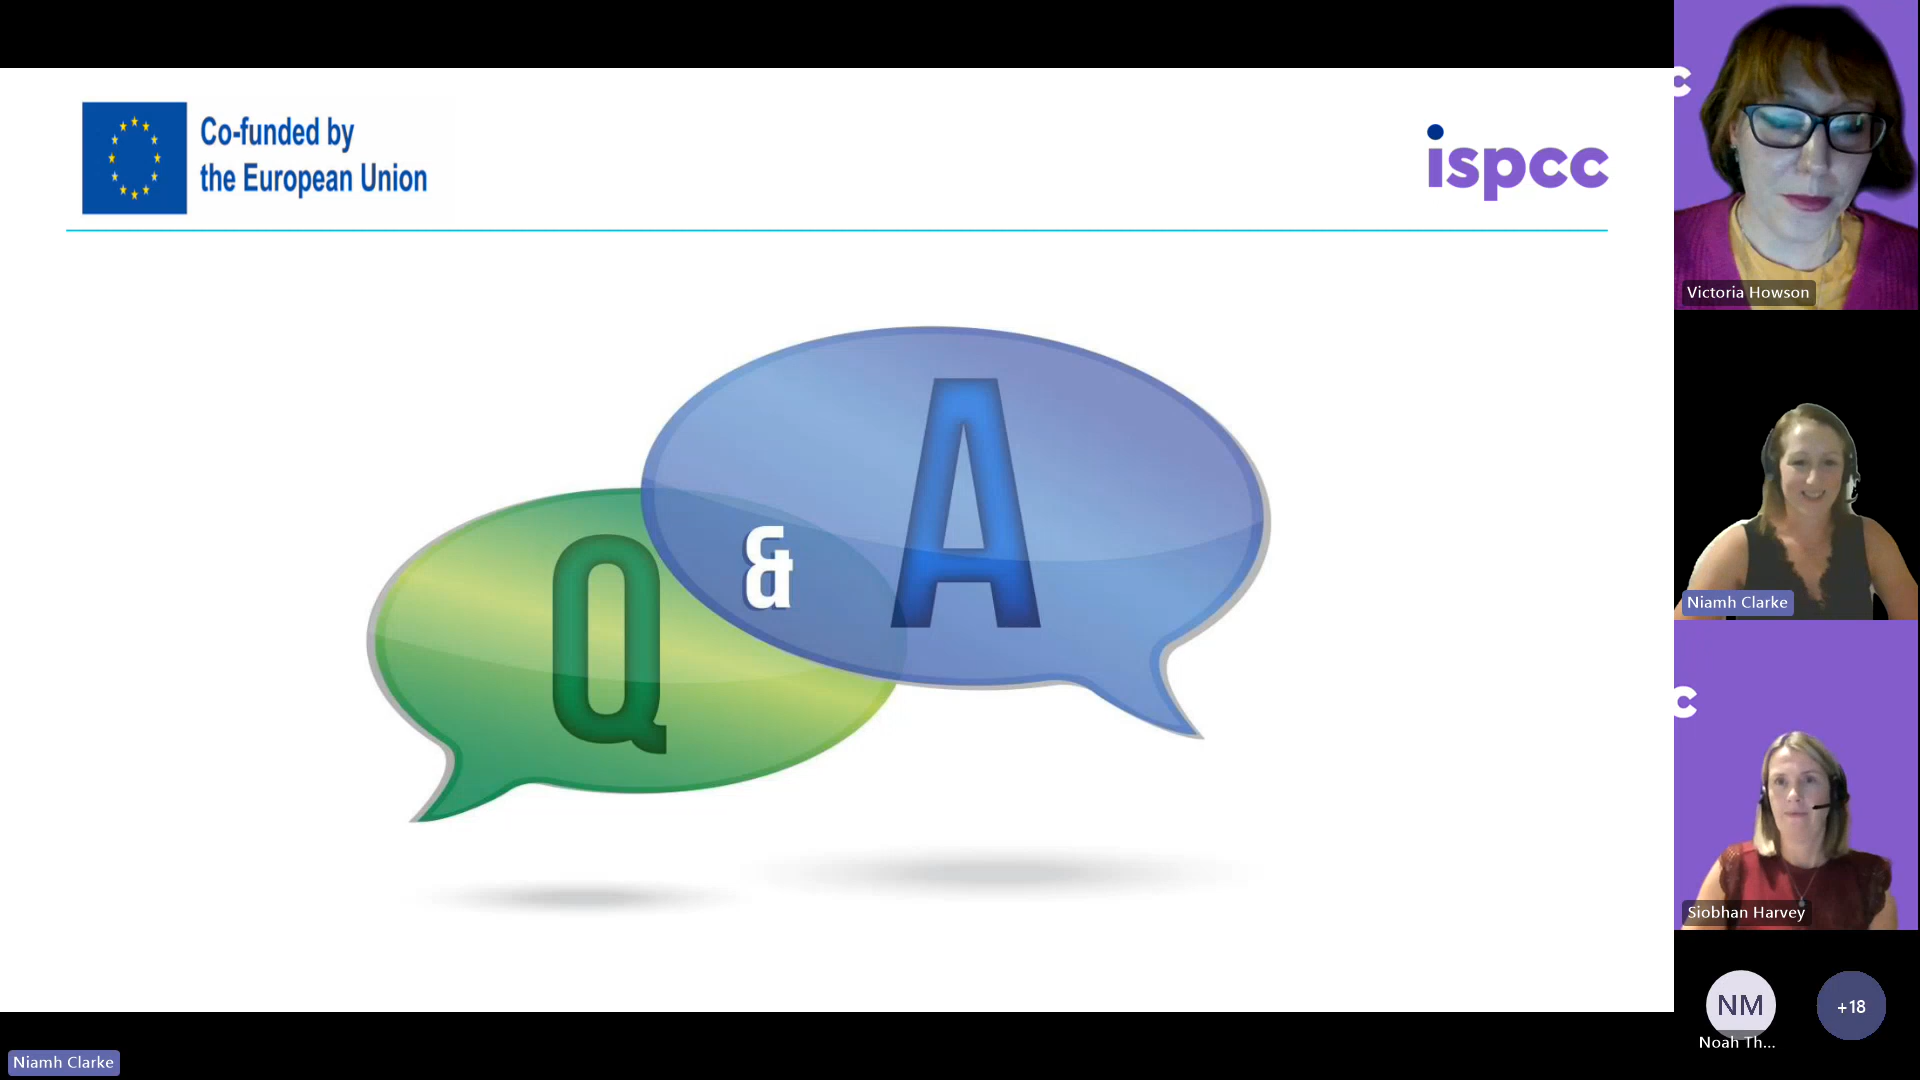 Co-funded by
the European Union
ispcc
Q & A
c
Victoria Howson
Niamh Clarke
c
Siobhan Harvey
NM
+18
Noah Th...
Niamh Clarke